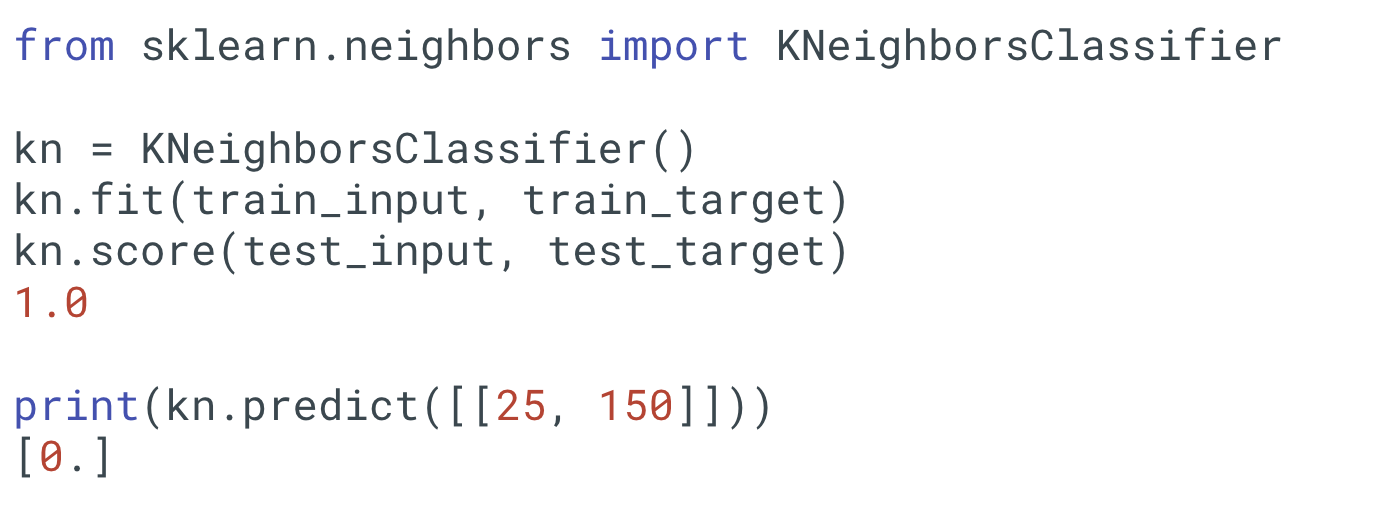 from sklearn.neighbors import KNeighborsClassifier
kn = KNeighborsClassifier()
kn.fit(train_input, train_target)
kn.score(test_input, test_target)
1.0
print(kn.predict([[25, 150]]))
[0.]